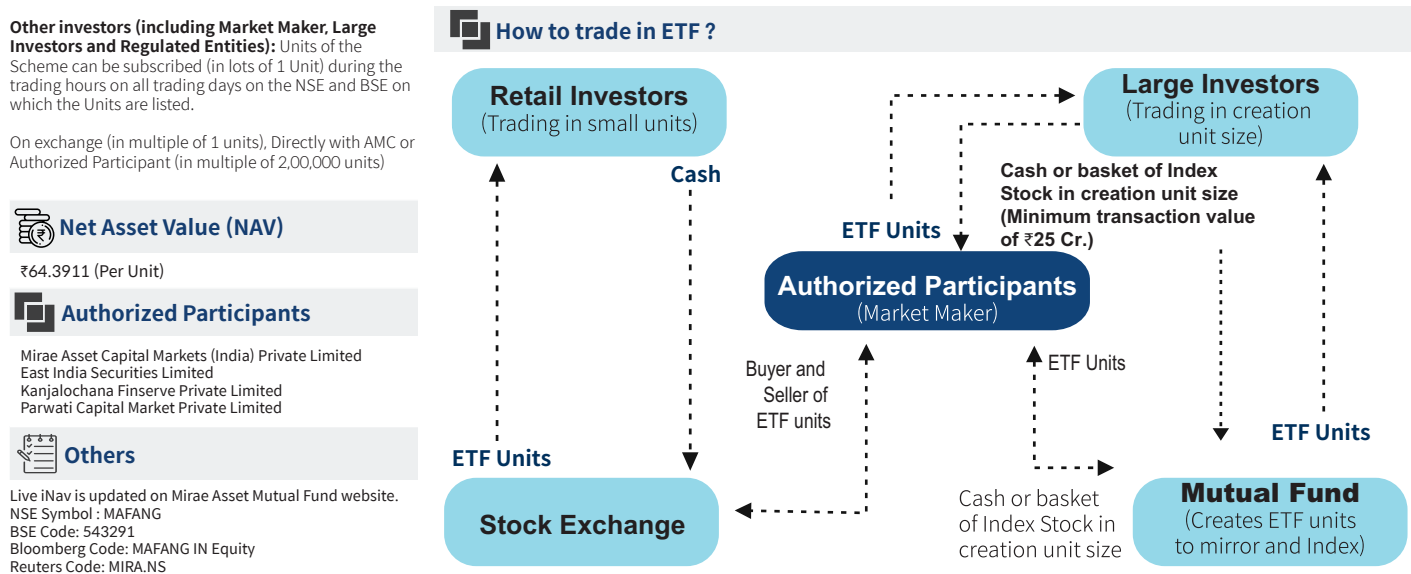 Other investors (including Market Maker, Large
Investors and Regulated Entities): Units of the
Scheme can be subscribed (in lots of 1 Unit) during the
trading hours on all trading days on the NSE and BSE on
which the Units are listed.
On exchange (in multiple of 1 units), Directly with AMC or
Authorized Participant (in multiple of 2,00,000 units)
Net Asset Value (NAV)
₹64.3911 (Per Unit)
Authorized Participants
Mirae Asset Capital Markets (India) Private Limited
East India Securities Limited
Kanjalochana Finserve Private Limited
Parwati Capital Market Private Limited
Others
Live iNav is updated on Mirae Asset Mutual Fund website.
NSE Symbol : MAFANG
BSE Code: 543291
Bloomberg Code: MAFANG IN Equity
Reuters Code: MIRA.NS
How to trade in ETF ?
Retail Investors
(Trading in small units)
Large Investors
(Trading in creation
unit size)
Cash
Cash or basket of Index
Stock in creation unit size
(Minimum transaction value
of ₹25 Cr.)
ETF Units
Authorized Participants
(Market Maker)
Buyer and
Seller of
ETF units
ETF Units
ETF Units
ETF Units
Stock Exchange
Cash or basket
of Index Stock in
creation unit size
Mutual Fund
(Creates ETF units
to mirror and Index)